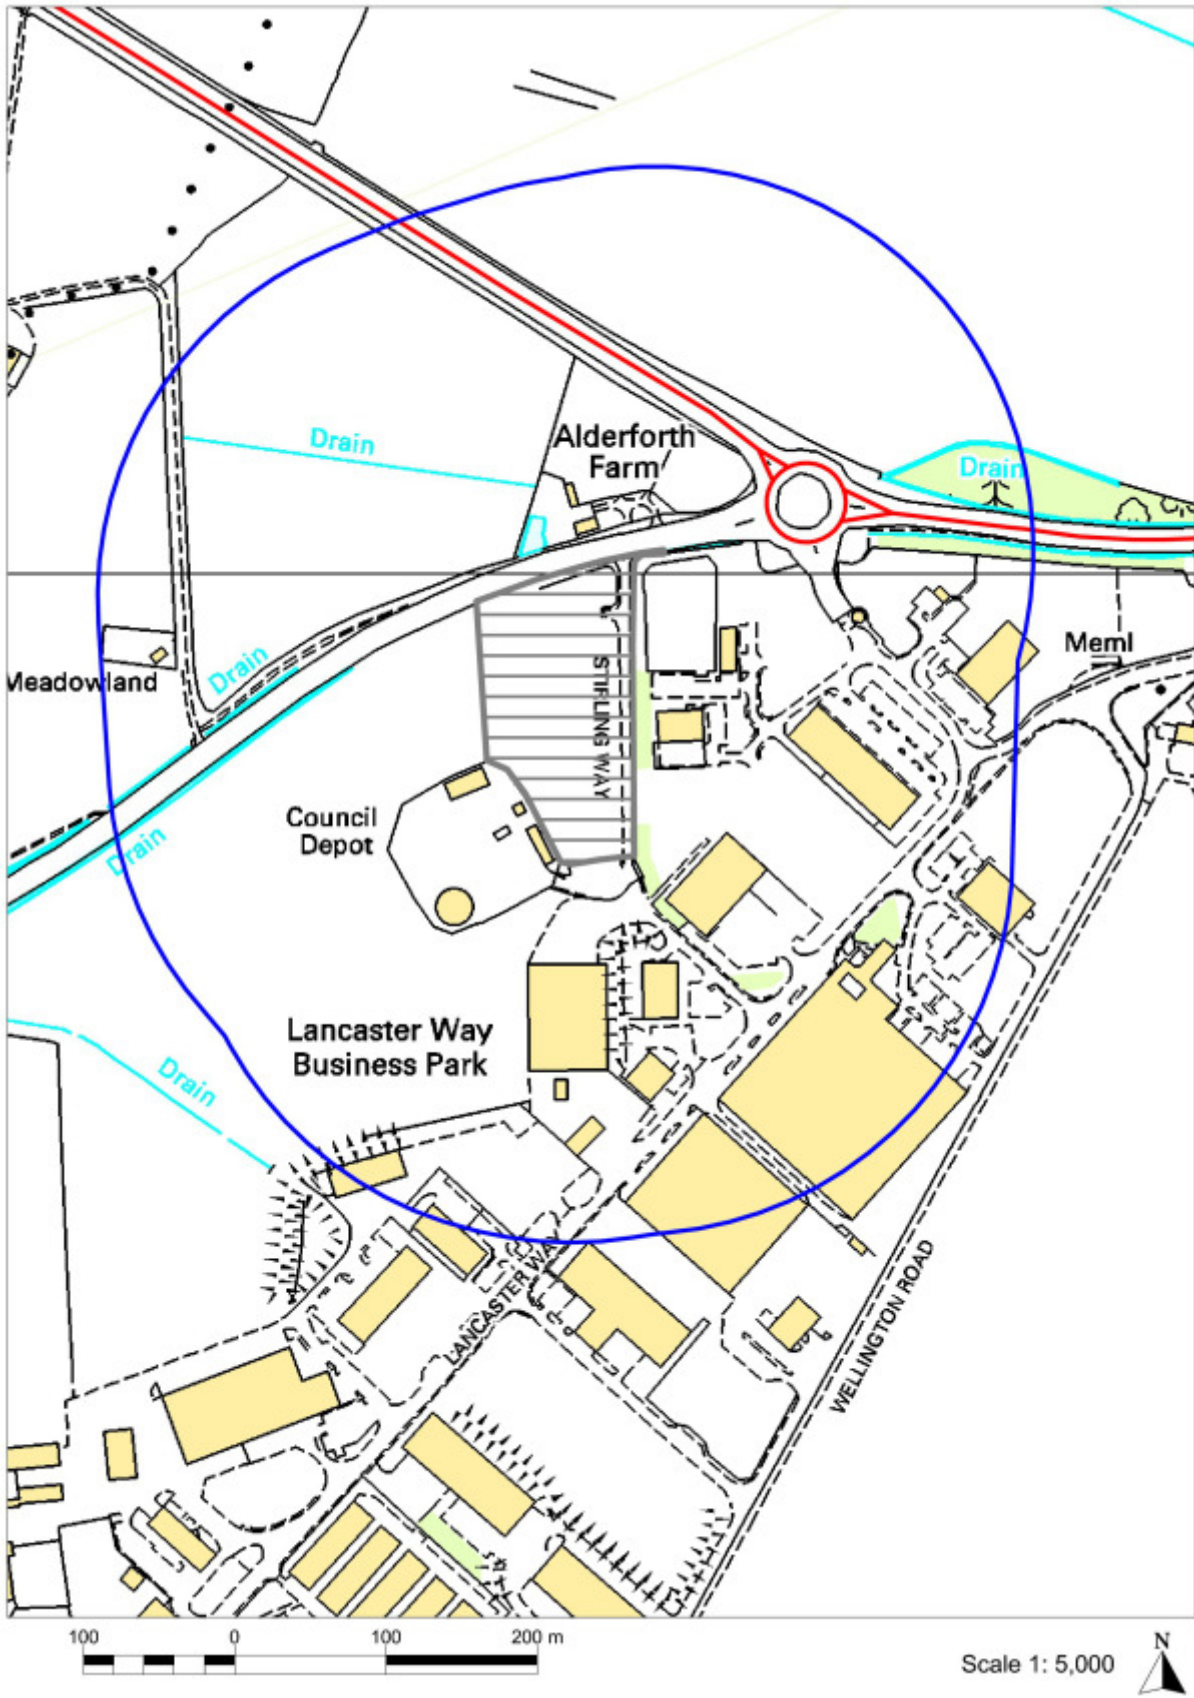 Drain
Alderforth
Farm
Drain
Meml
Meadowland
Drain
STIRLING WAY
Council
Depot
Drain
Lancaster Way
Business Park
Drain
LANCASTER WAY
WELLINGTON ROAD
100 0 100 200 m
Scale 1: 5,000
N